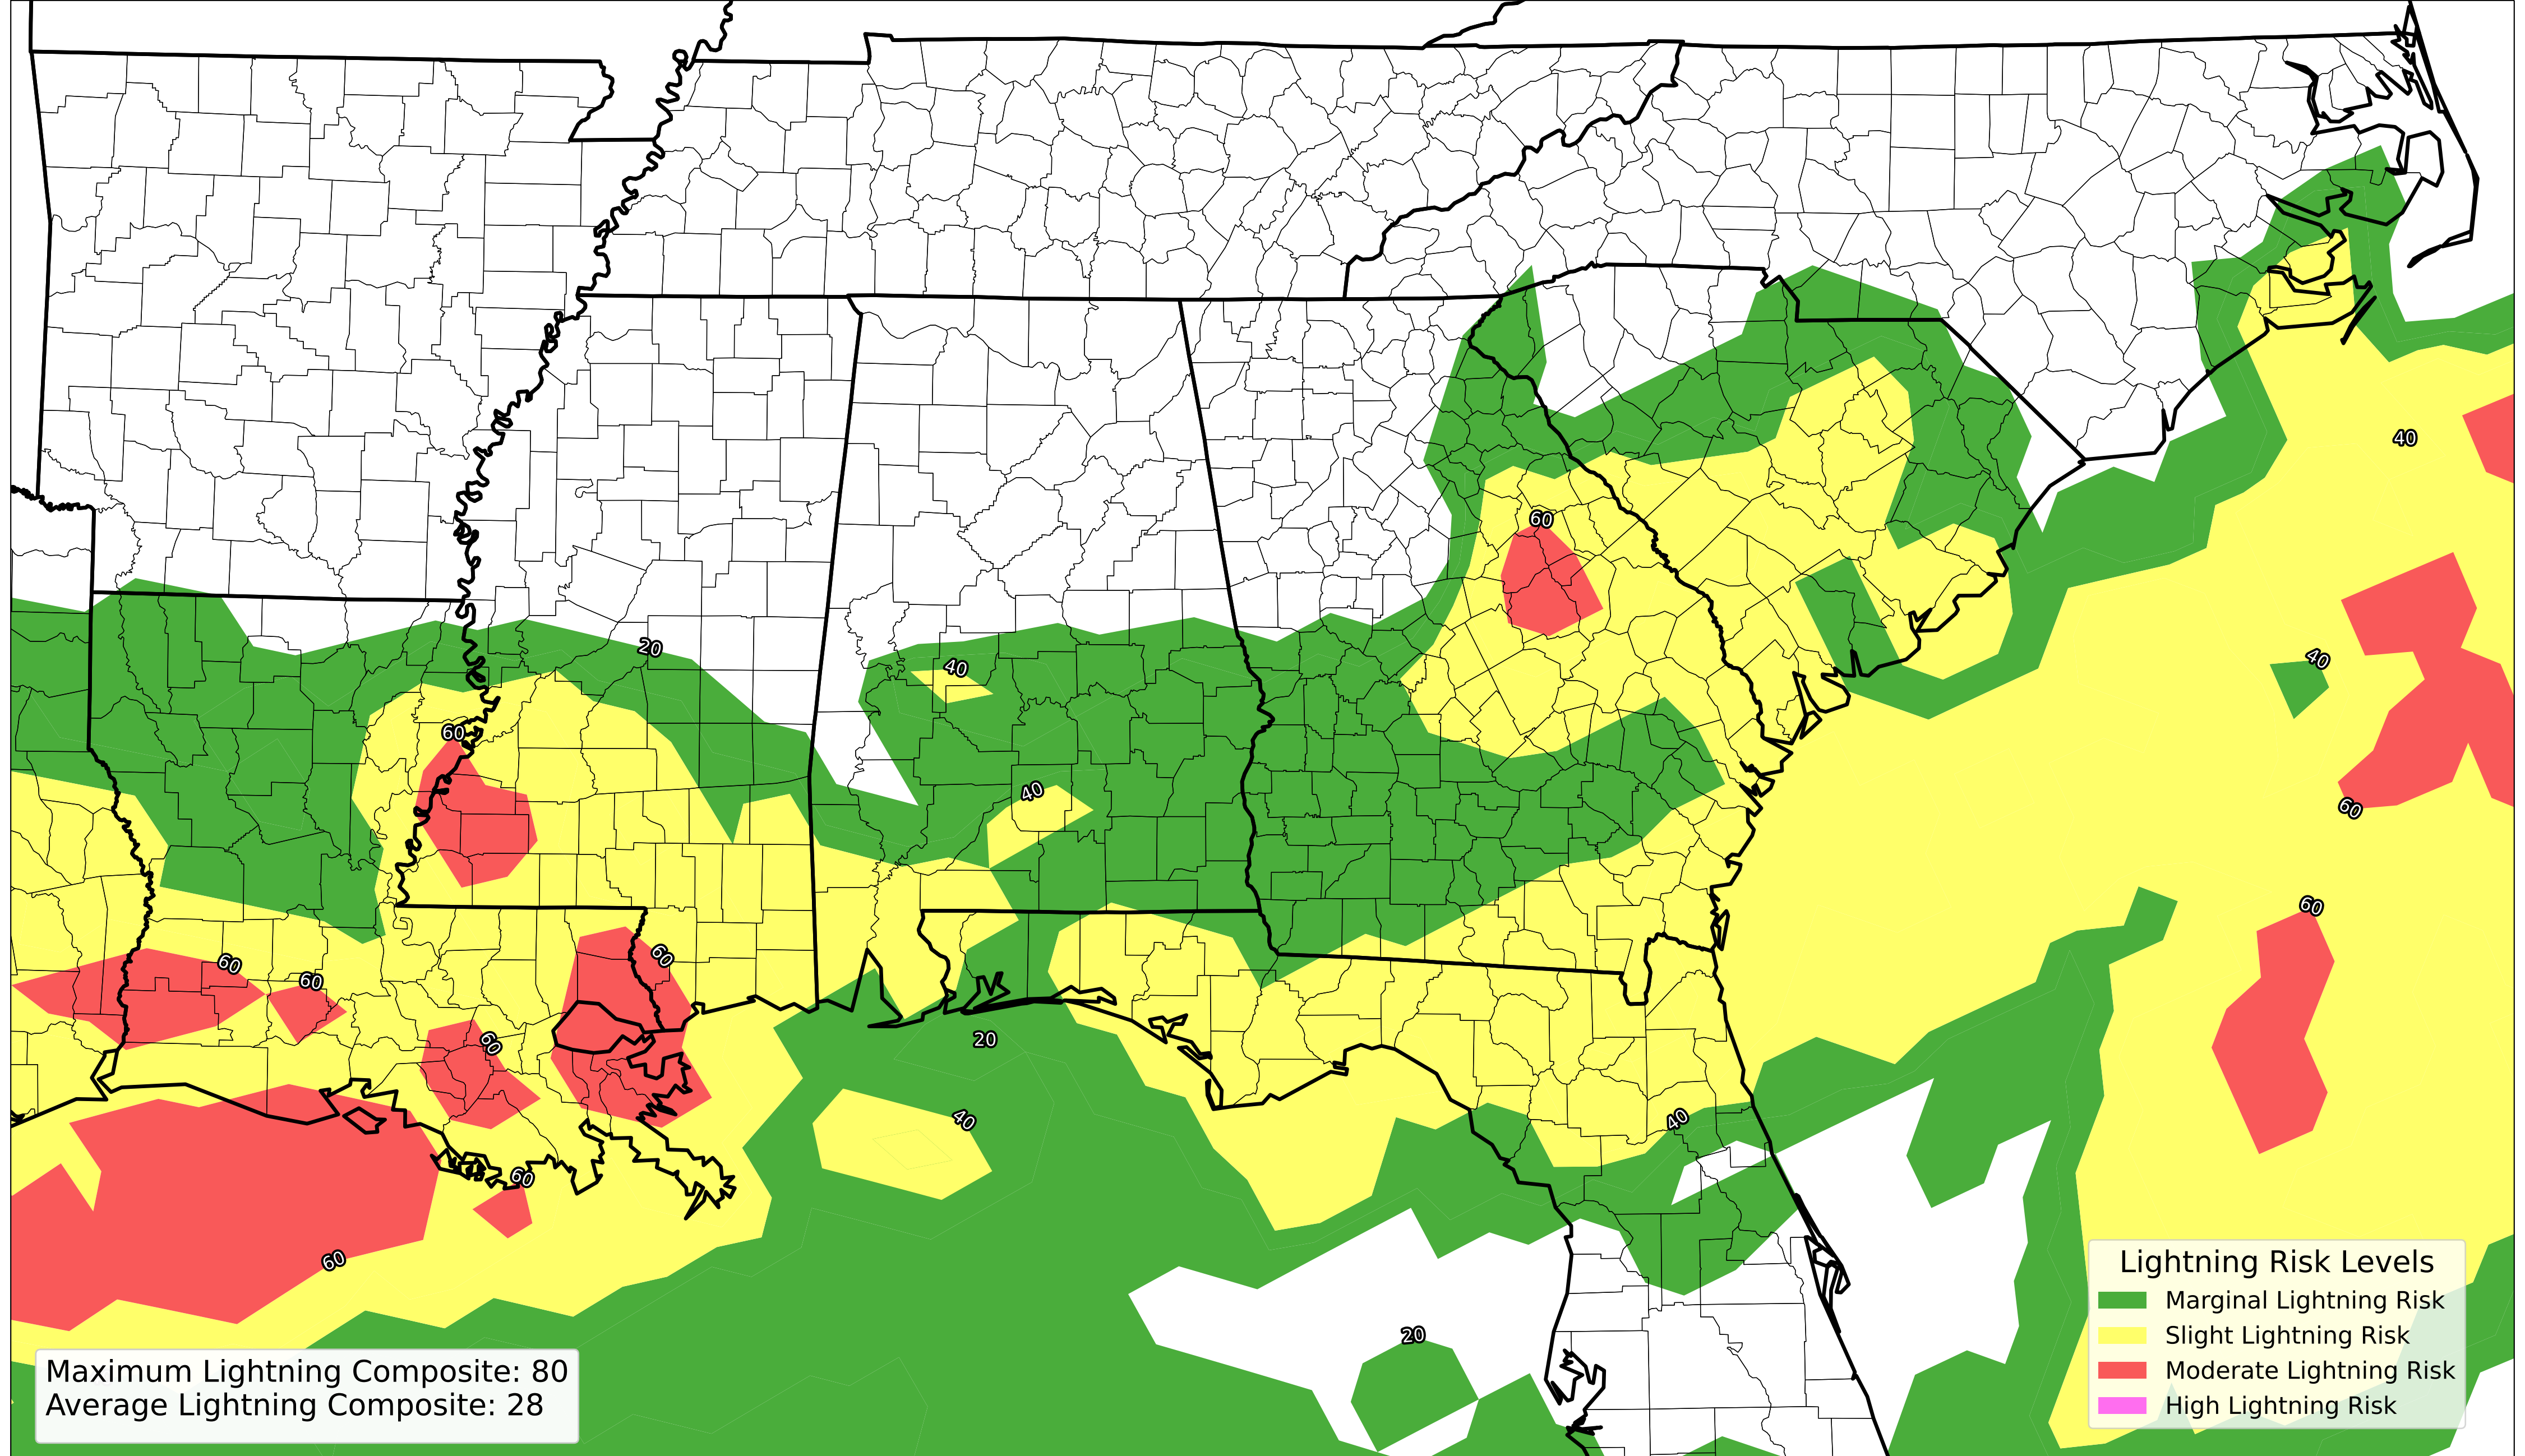 40
60
20
40
60
40
40
60
60
60
60
60
20
60
40
40
60
60
20
Lightning Risk Levels
Marginal Lightning Risk
Slight Lightning Risk
Moderate Lightning Risk
High Lightning Risk
Maximum Lightning Composite: 80
Average Lightning Composite: 28